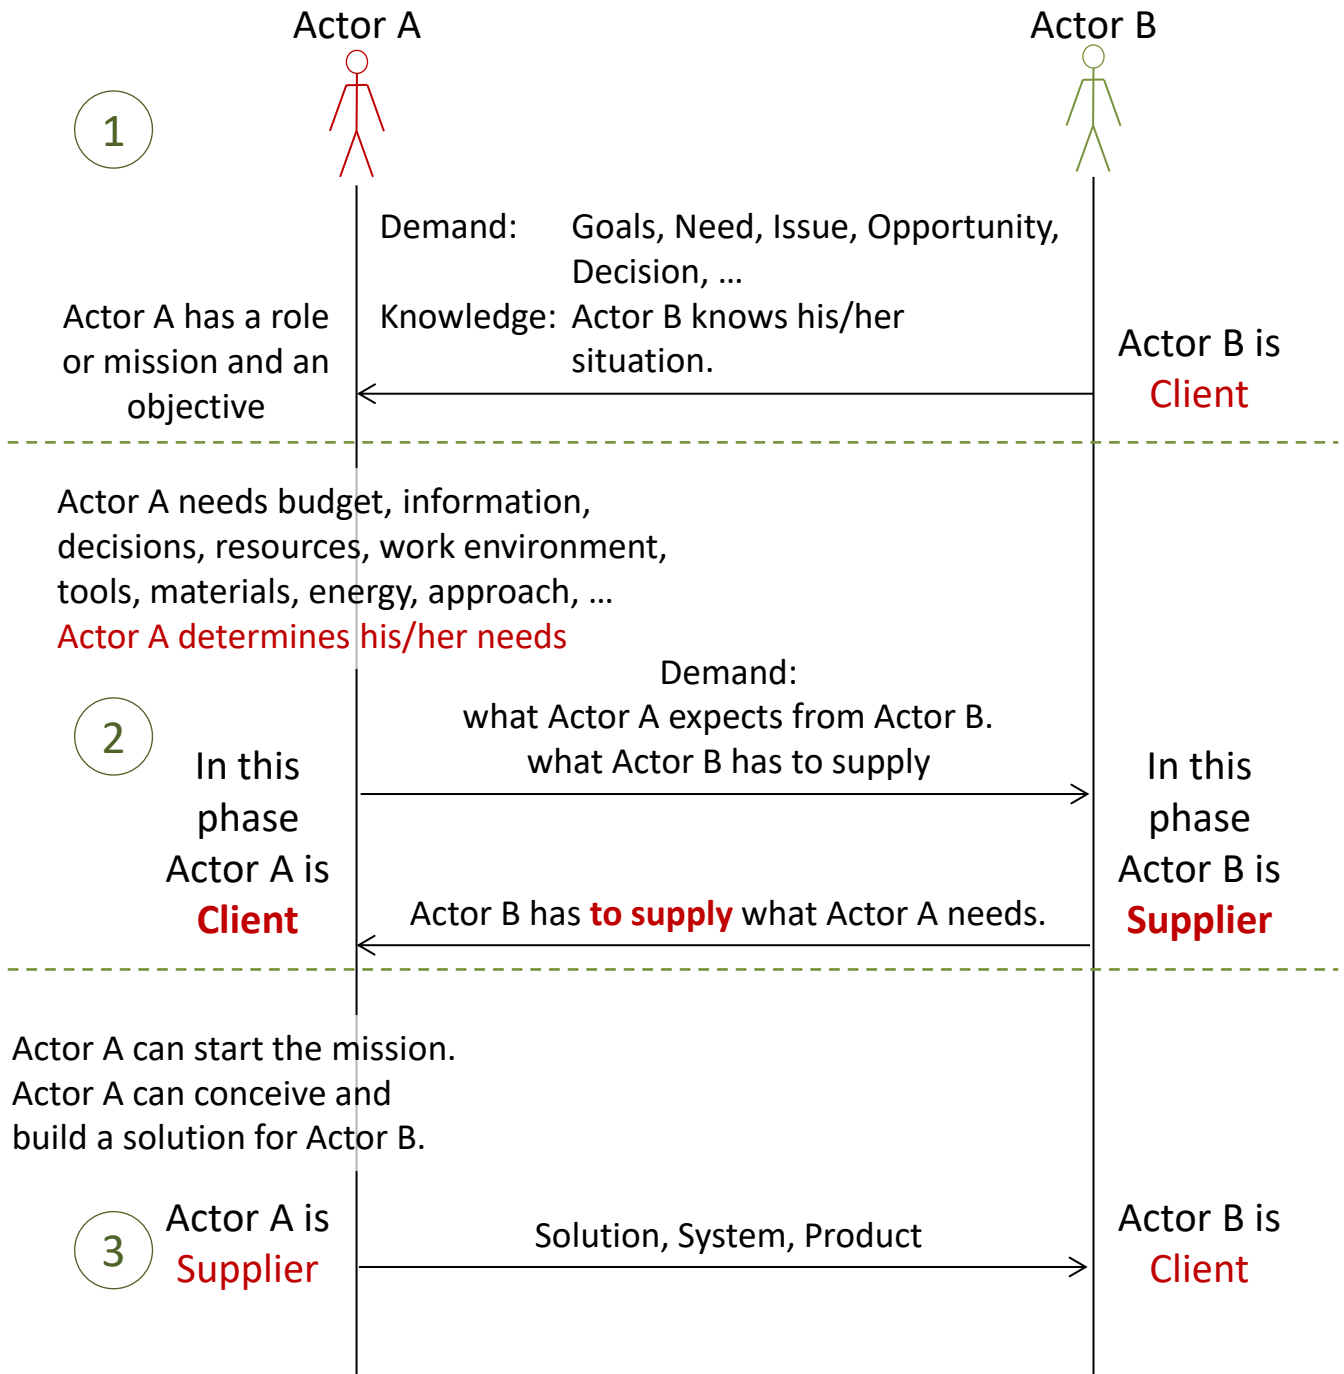 Actor A
Actor B
1
Demand: Goals, Need, Issue, Opportunity,
Decision, ...
Knowledge: Actor B knows his/her
situation.
Actor A has a role
or mission and an
objective
Actor B is
Client
Actor A needs budget, information,
decisions, resources, work environment,
tools, materials, energy, approach, ...
Actor A determines his/her needs
2
Demand:
what Actor A expects from Actor B.
what Actor B has to supply
In this
phase
Actor A is
Client
In this
phase
Actor B is
Supplier
Actor B has to supply what Actor A needs.
Actor A can start the mission.
Actor A can conceive and
build a solution for Actor B.
3
Actor A is
Supplier
Solution, System, Product
Actor B is
Client